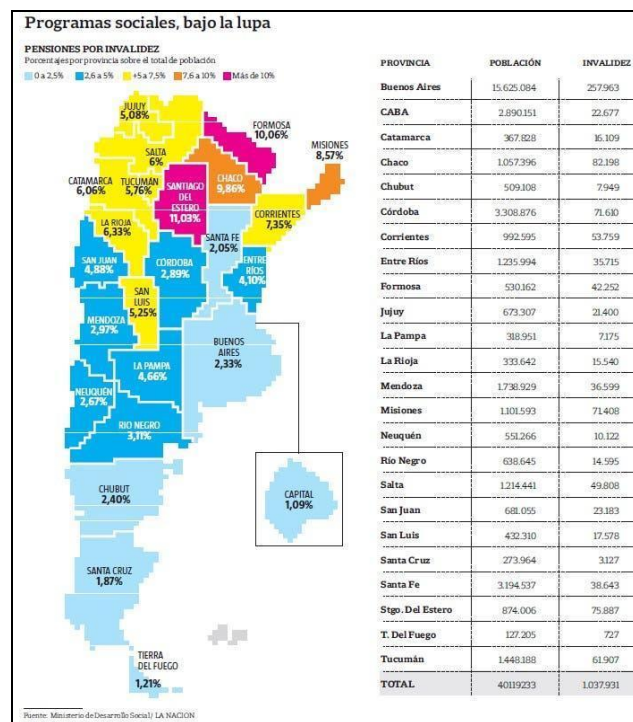 Programas sociales, bajo la lupa
PENSIONES POR INVALIDEZ
Porcentajes por provincia sobre el total de población
0 a 2,5% 2,6 a 5% +5 a 7,5% 7,6 a 10% Más de 10%
JUJUY
5,08%
FORMOSA
10,06%
MISIONES
8,57%
SALTA
6%
CHACO
9,86%
CATAMARCA
6,06%
TUCUMÁN
5,76%
SANTIAGO
DEL
ESTERO
11,03%
CORRIENTES
7,35%
LA RIOJA
6,33%
SANTA FE
2,05%
SAN JUAN
4,88%
CÓRDOBA
2,89%
ENTRE
RÍOS
4,10%
SAN
LUIS
5,25%
MENDOZA
2,97%
BUENOS
AIRES
2,33%
LA PAMPA
4,66%
NEUQUÉN
2,67%
RIO NEGRO
3,11%
CHUBUT
2,40%
CAPITAL
1,09%
SANTA CRUZ
1,87%
TIERRA
DEL FUEGO
1,21%
PROVINCIA POBLACIÓN INVALIDEZ
Buenos Aires 15.625.084 257.963
CABA 2.890.151 22.677
Catamarca 367.828 16.109
Chaco 1.057.396 82.198
Chubut 509.108 7.949
Córdoba 3.308.876 71.610
Corrientes 992.595 53.759
Entre Ríos 1.235.994 35.715
Formosa 530.162 42.252
Jujuy 673.307 21.400
La Pampa 318.951 7.175
La Rioja 333.642 15.540
Mendoza 1.738.929 36.599
Misiones 1.101.593 71.408
Neuquén 551.266 10.122
Río Negro 638.645 14.595
Salta 1.214.441 49.808
San Juan 681.055 23.183
San Luis 432.310 17.578
Santa Cruz 273.964 3.127
Santa Fe 3.194.537 38.643
Stgo. Del Estero 874.006 75.887
T. Del Fuego 127.205 727
Tucumán 1.448.188 61.907
TOTAL 40119233 1.037.931
Fuente: Ministerio de Desarrollo Social / LA NACION